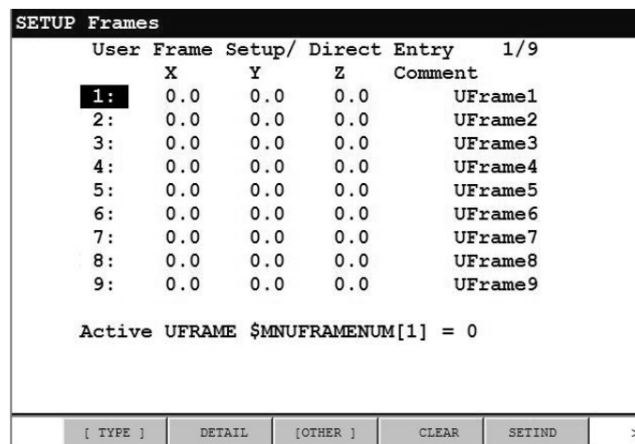 SETUP Frames
User Frame Setup/ Direct Entry 1/9
X Y Z Comment
1: 0.0 0.0 0.0 UFrame1
2: 0.0 0.0 0.0 UFrame2
3: 0.0 0.0 0.0 UFrame3
4: 0.0 0.0 0.0 UFrame4
5: 0.0 0.0 0.0 UFrame5
6: 0.0 0.0 0.0 UFrame6
7: 0.0 0.0 0.0 UFrame7
8: 0.0 0.0 0.0 UFrame8
9: 0.0 0.0 0.0 UFrame9
Active UFRAME $MNUFRAMENUM[1] = 0
[ TYPE ] DETAIL [OTHER ] CLEAR SETIND >